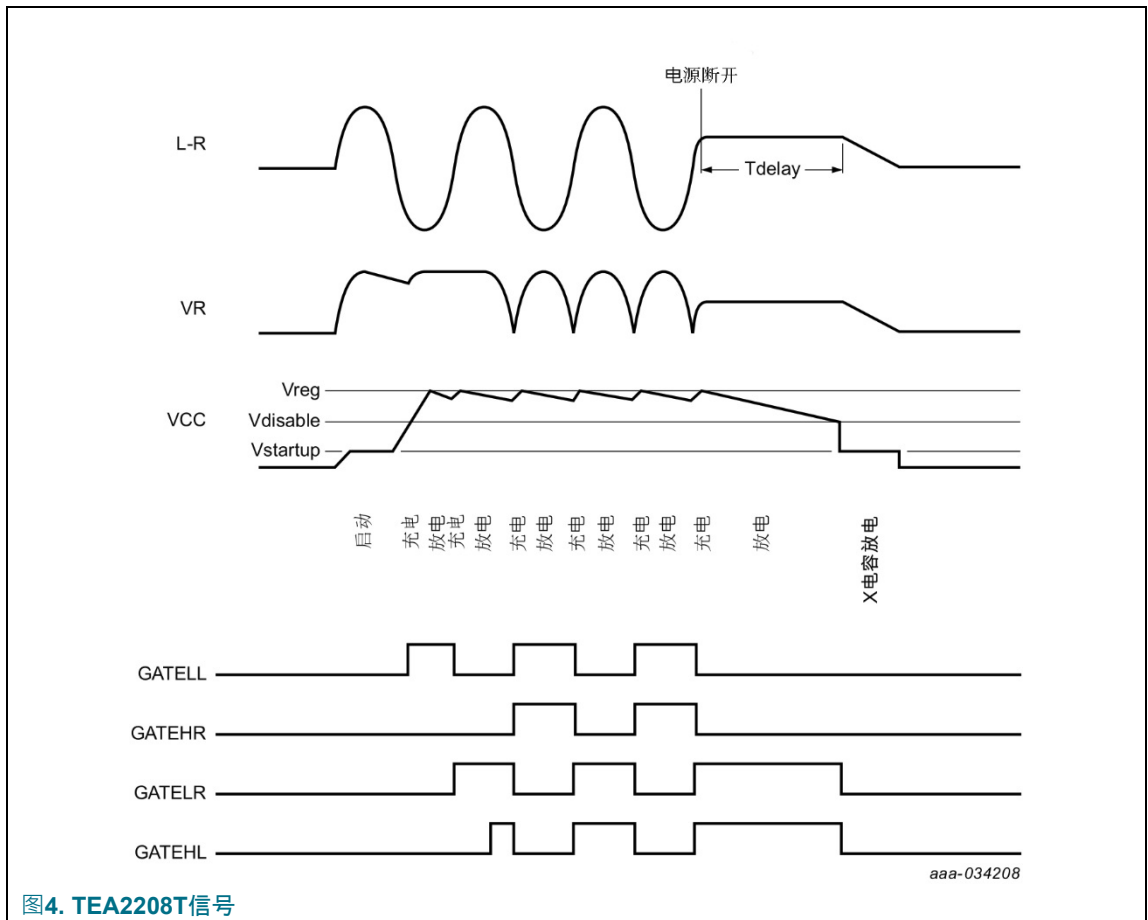 电源断开
L-R
Tdelay
VR
Vreg
VCC
Vdisable
Vstartup
启动
充电
放电
充电
放电
充电
放电
充电
放电
充电
放电
充电
放电
X电容放电
GATELL
GATEHR
GATELR
GATEHL
aaa-034208
图4. TEA2208T信号